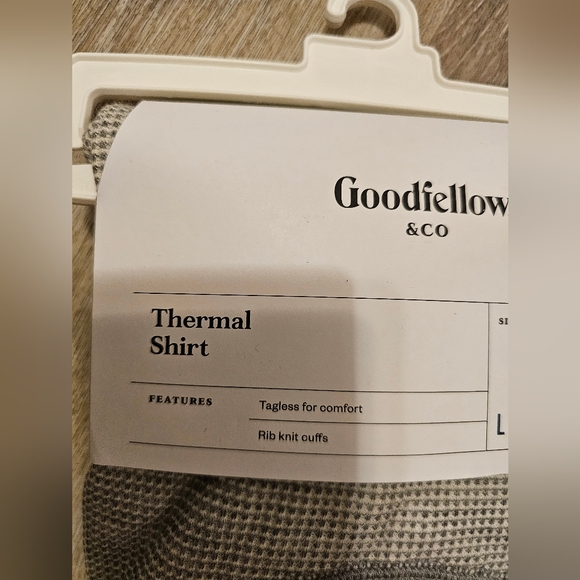 Goodfellow
&CO
Thermal
Shirt
FEATURES
Tagless for comfort
Rib knit cuffs
L